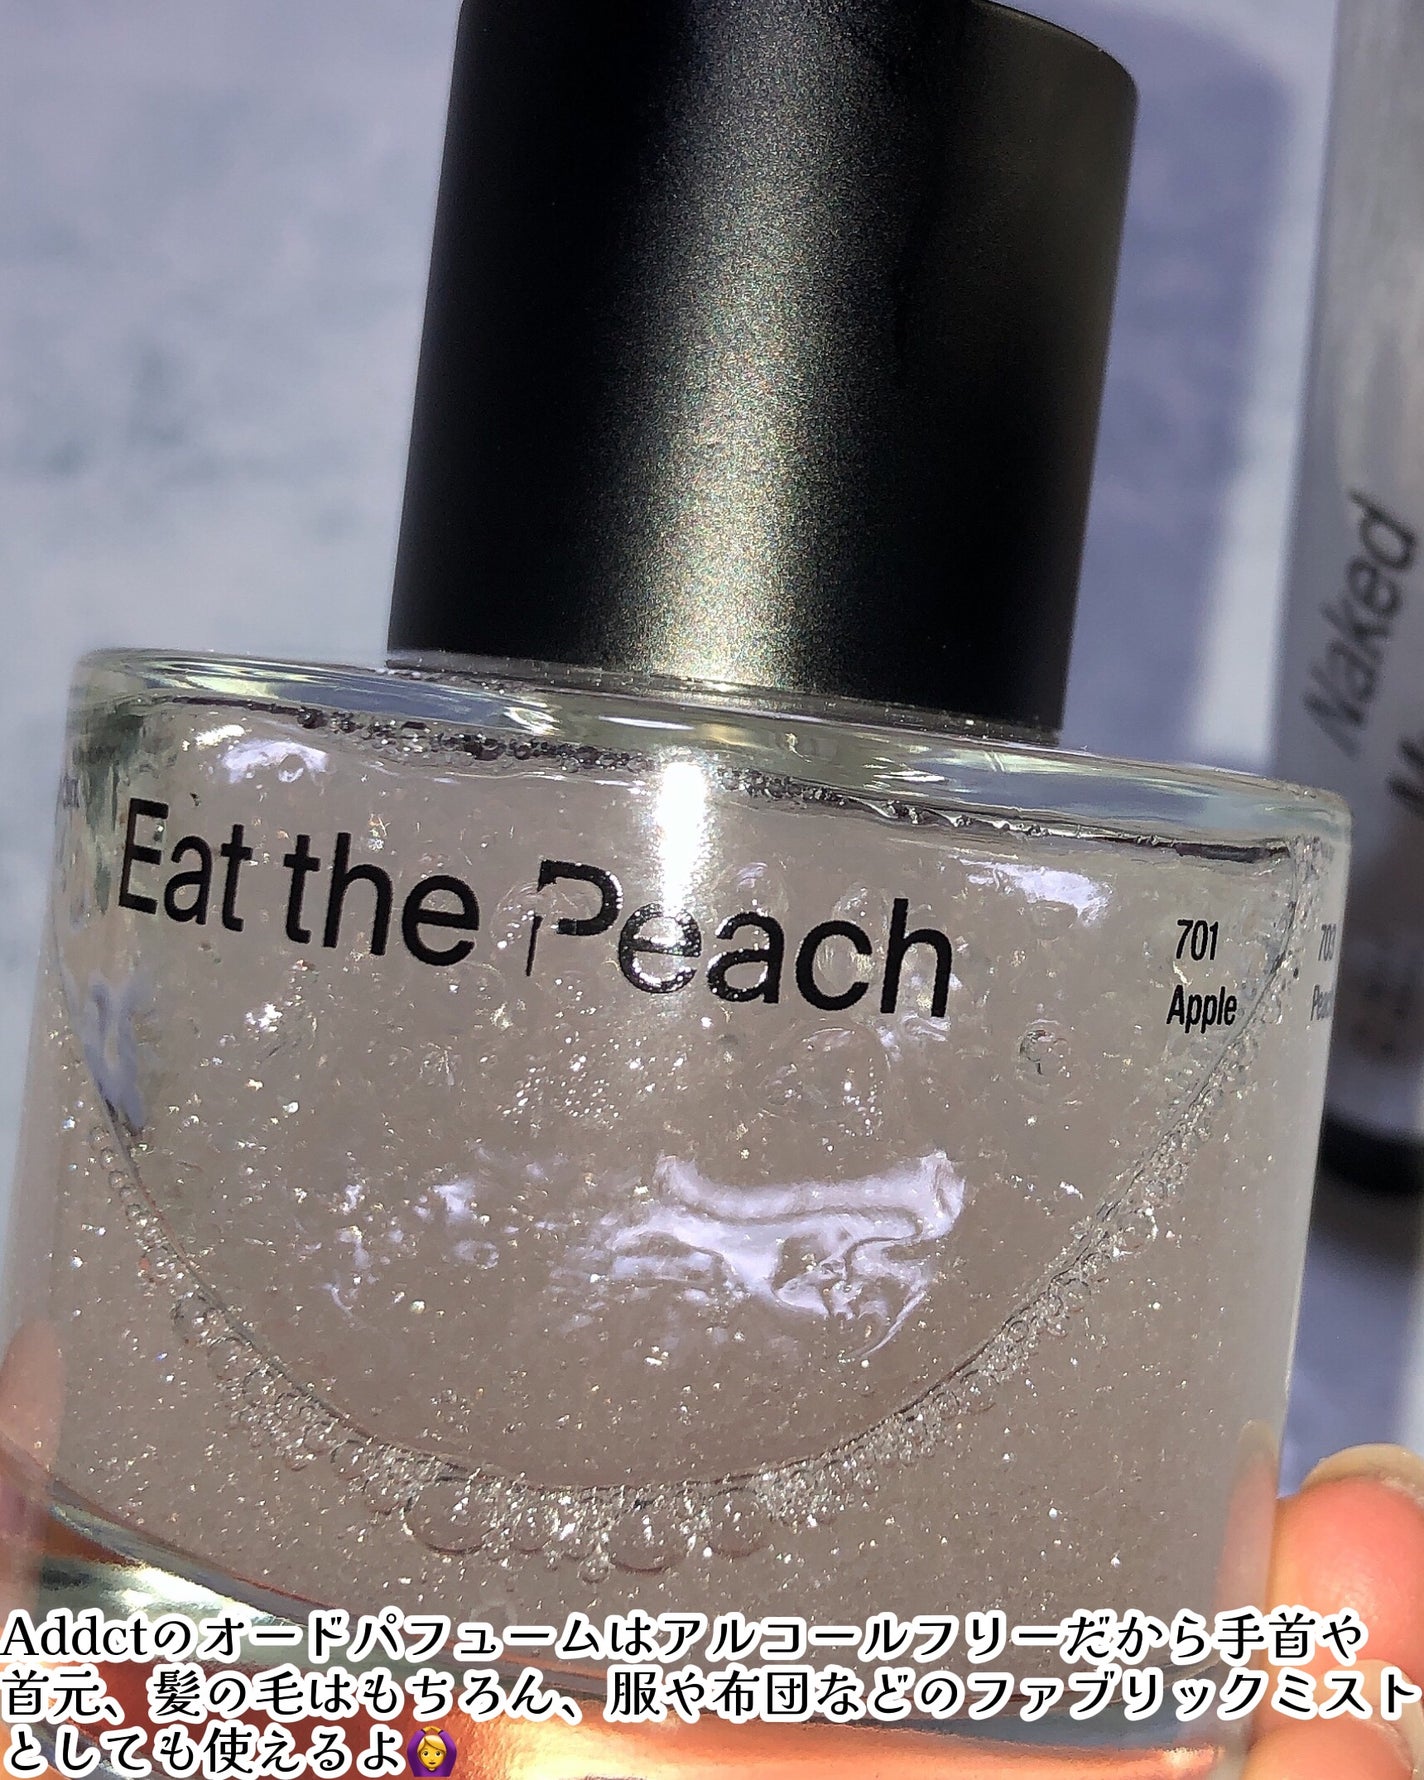 Naked
Eat the Peach
701
Apple
Addctのオードパフュームはアルコールフリーだから手首や
首元、髪の毛はもちろん、服や布団などのファブリックミスト
としても使えるよ🙆